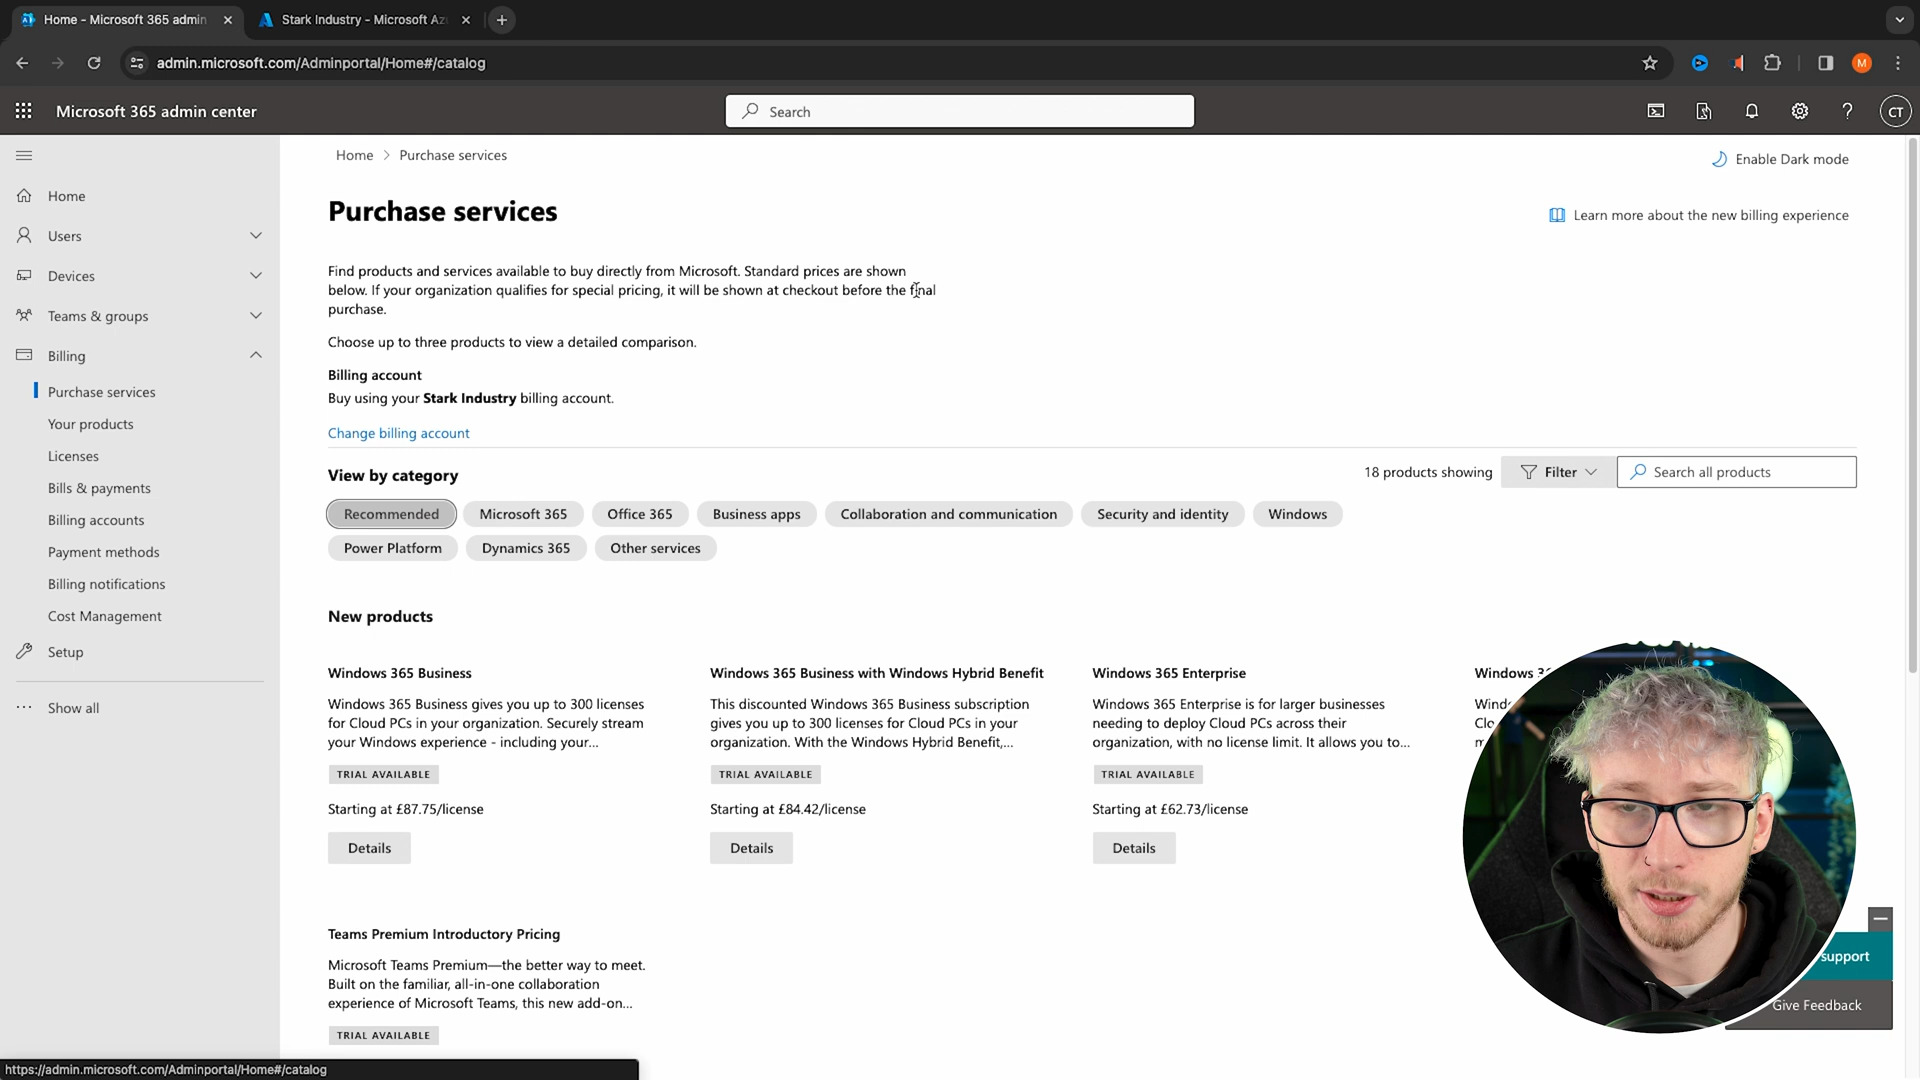 Home - Microsoft 365 admin
Stark Industry - Microsoft Az
admin.microsoft.com/Adminportal/Home#/catalog
M
Microsoft 365 admin center
Search
CT
Home
Users
Devices
Teams & groups
Billing
Purchase services
Your products
Licenses
Bills & payments
Billing accounts
Payment methods
Billing notifications
Cost Management
Setup
Show all
Home > Purchase services
Enable Dark mode
Purchase services
Learn more about the new billing experience
Find products and services available to buy directly from Microsoft. Standard prices are shown
below. If your organization qualifies for special pricing, it will be shown at checkout before the final
purchase.
Choose up to three products to view a detailed comparison.
Billing account
Buy using your Stark Industry billing account.
Change billing account
View by category
18 products showing
Filter
Search all products
Recommended
Microsoft 365
Office 365
Business apps
Collaboration and communication
Security and identity
Windows
Power Platform
Dynamics 365
Other services
New products
Windows 365 Business
Windows 365 Business gives you up to 300 licenses
for Cloud PCs in your organization. Securely stream
your Windows experience - including your...
TRIAL AVAILABLE
Starting at £87.75/license
Details
Windows 365 Business with Windows Hybrid Benefit
This discounted Windows 365 Business subscription
gives you up to 300 licenses for Cloud PCs in your
organization. With the Windows Hybrid Benefit,...
TRIAL AVAILABLE
Starting at £84.42/license
Details
Windows 365 Enterprise
Windows 365 Enterprise is for larger businesses
needing to deploy Cloud PCs across their
organization, with no license limit. It allows you to...
TRIAL AVAILABLE
Starting at £62.73/license
Details
Windows
Teams Premium Introductory Pricing
Microsoft Teams Premium—the better way to meet.
Built on the familiar, all-in-one collaboration
experience of Microsoft Teams, this new add-on...
TRIAL AVAILABLE
support
Give Feedback
https://admin.microsoft.com/Adminportal/Home#/catalog